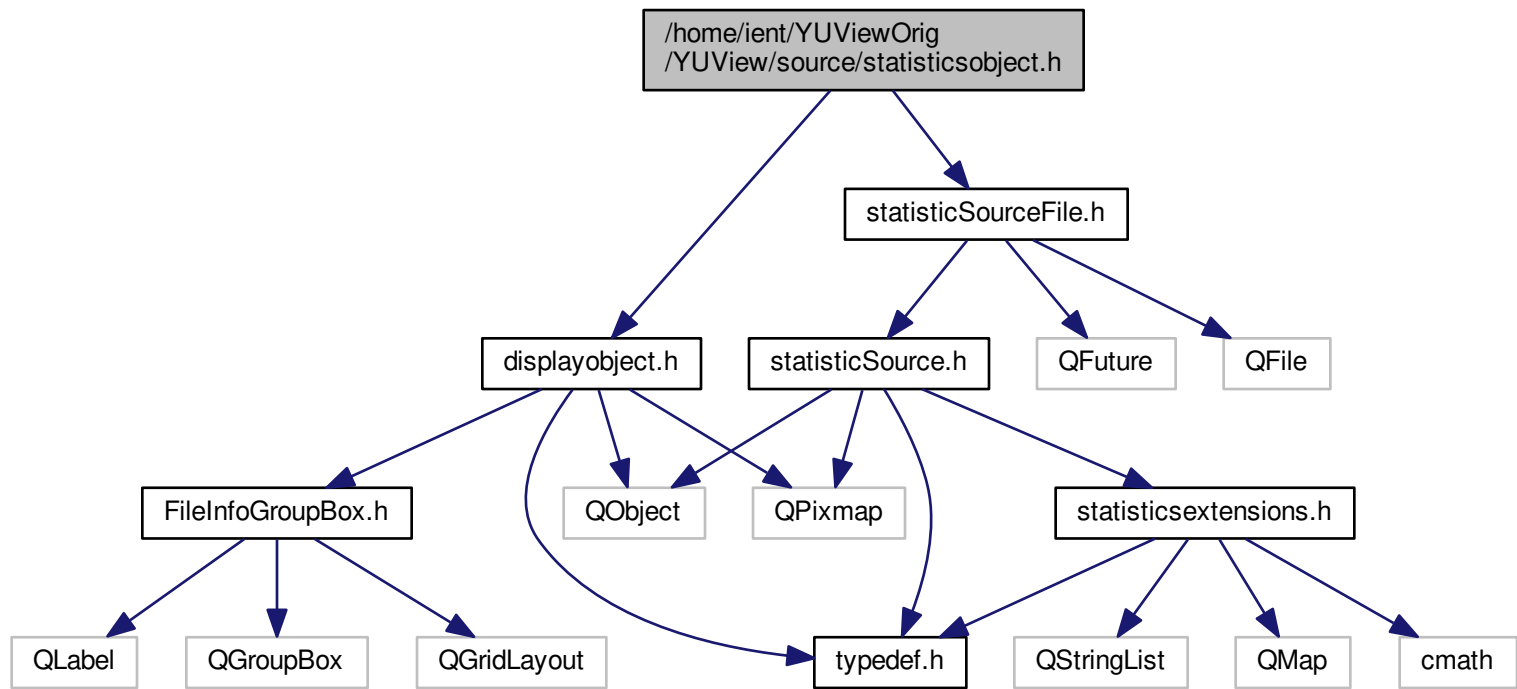 /home/ient/YUViewOrig
/YUView/source/statisticsobject.h
statisticSourceFile.h
displayobject.h
statisticSource.h
QFuture
QFile
FileInfoGroupBox.h
QObject
QPixmap
statisticsextensions.h
QLabel
QGroupBox
QGridLayout
typedef.h
QStringList
QMap
cmath